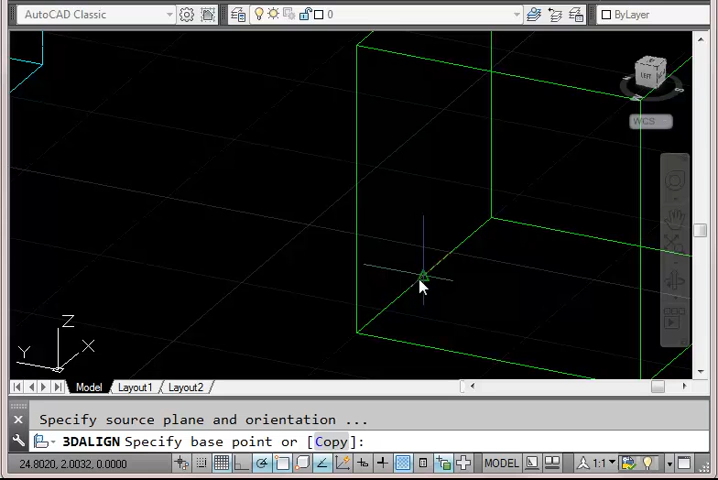 AutoCAD Classic
0
ByLayer
LEFT
WCS
Z
X
Y
Model
Layout1
Layout2
Specify source plane and orientation ...
3DALIGN Specify base point or [Copy]:
24.8020, 2.0032, 0.0000
MODEL
1:1